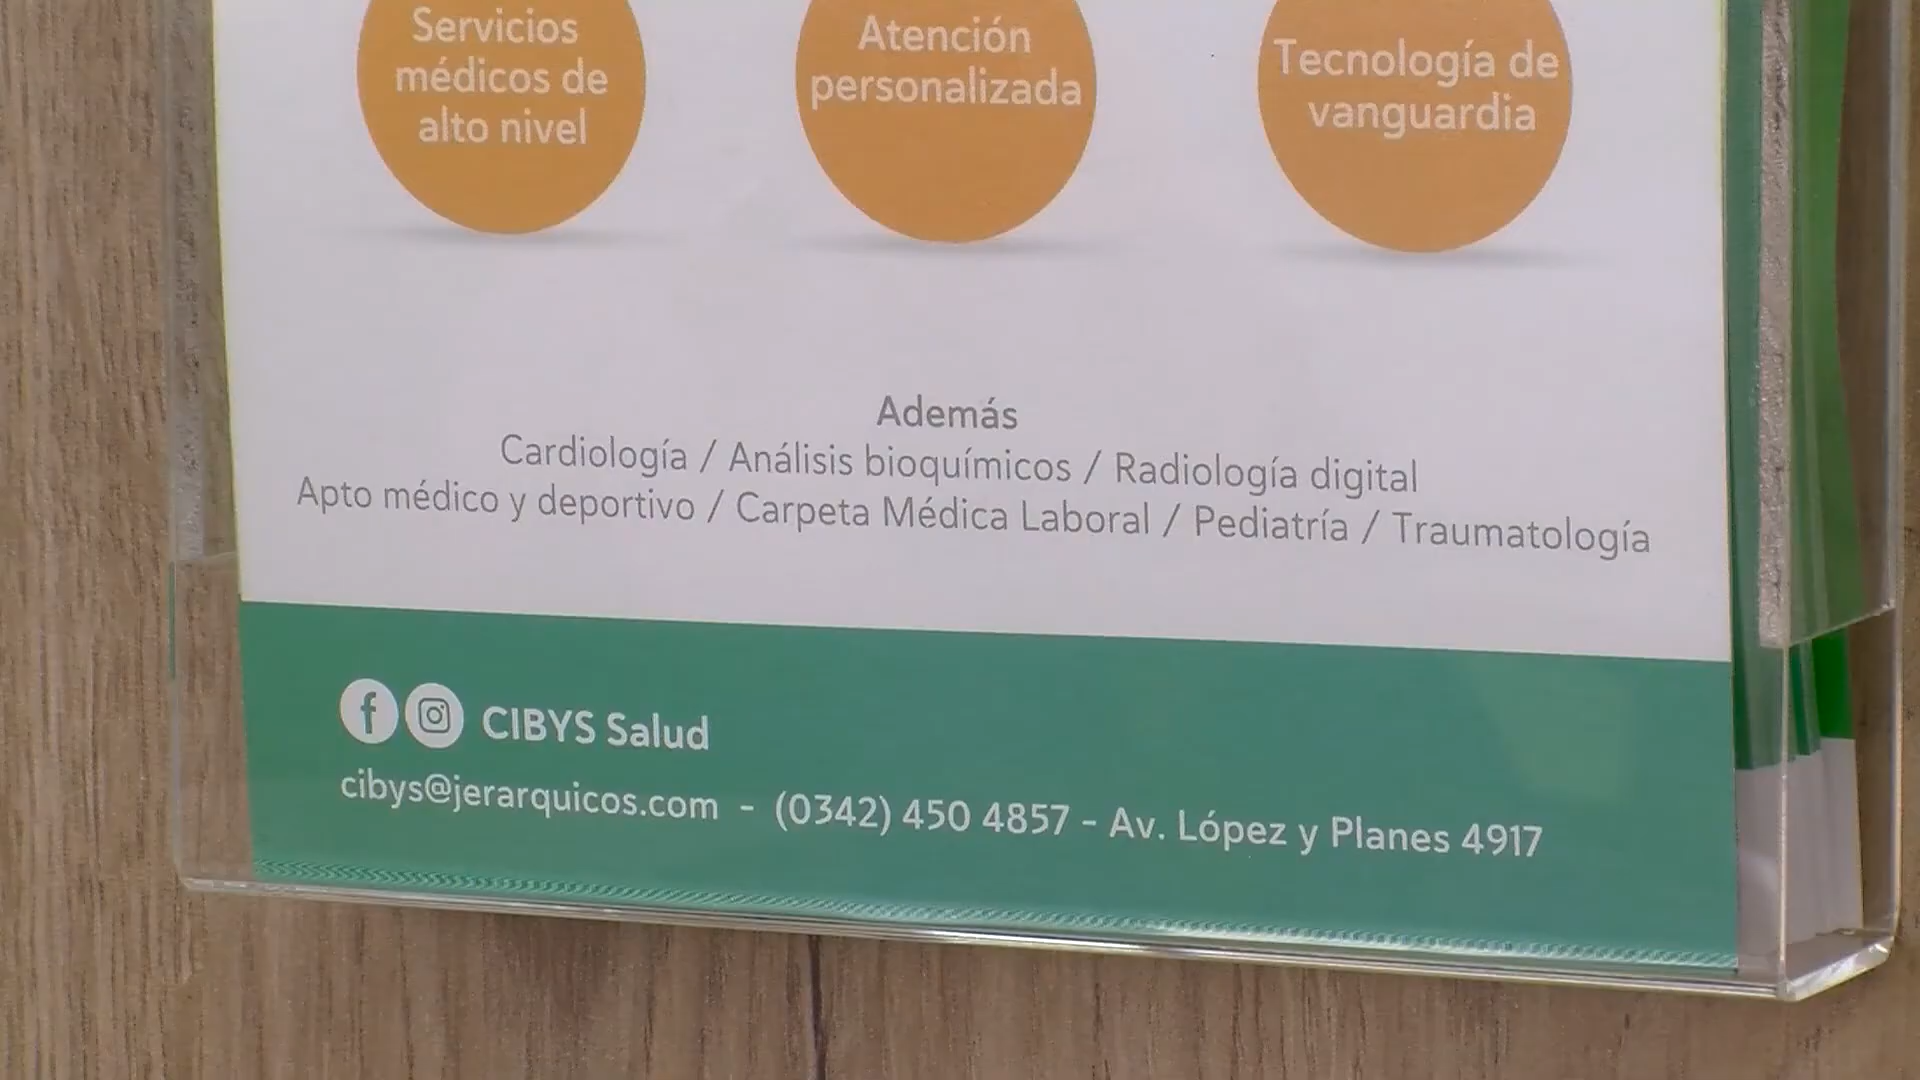 Servicios
médicos de
alto nivel
Atención
personalizada
Tecnología de
vanguardia
Además
Cardiología / Análisis bioquímicos / Radiología digital
Apto médico y deportivo / Carpeta Médica Laboral / Pediatría / Traumatología
CIBYS Salud
cibys@jerarquicos.com - (0342) 450 4857 - Av. López y Planes 4917